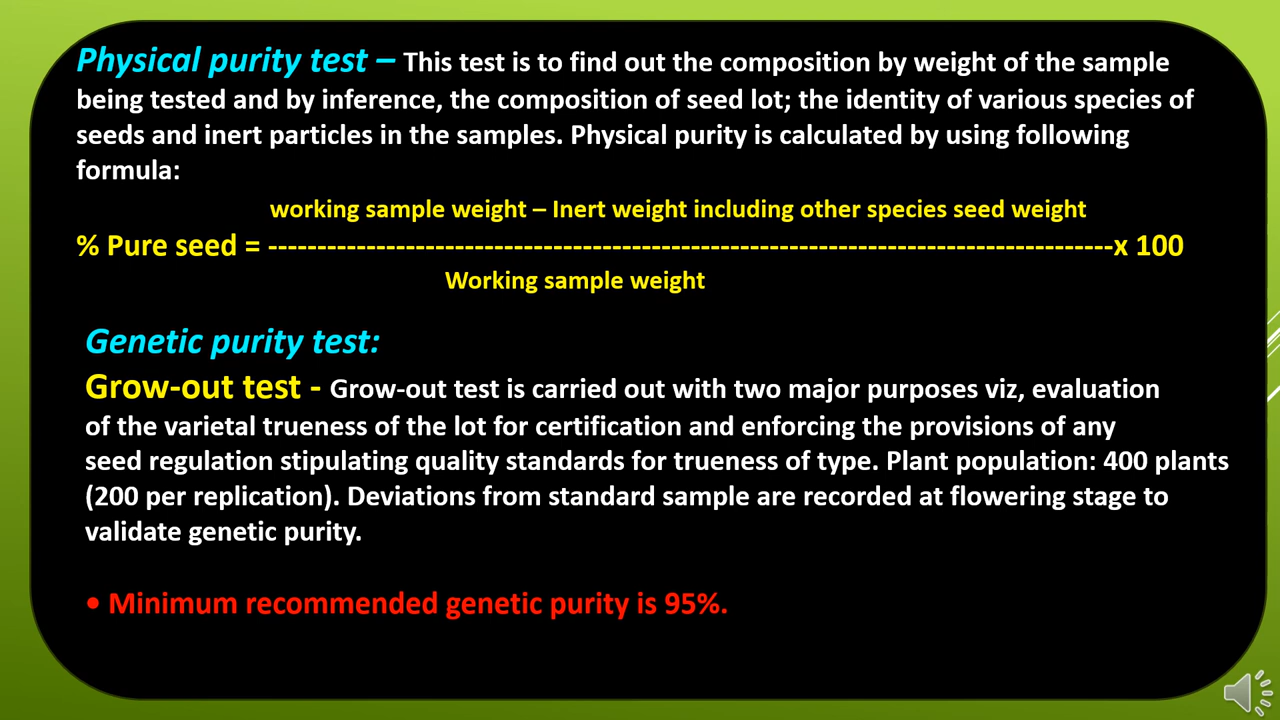 Physical purity test – This test is to find out the composition by weight of the sample
being tested and by inference, the composition of seed lot; the identity of various species of
seeds and inert particles in the samples. Physical purity is calculated by using following
formula:
working sample weight – Inert weight including other species seed weight
% Pure seed = -----------------------------------------------------------------------------------x 100
Working sample weight
Genetic purity test:
Grow-out test - Grow-out test is carried out with two major purposes viz, evaluation
of the varietal trueness of the lot for certification and enforcing the provisions of any
seed regulation stipulating quality standards for trueness of type. Plant population: 400 plants
(200 per replication). Deviations from standard sample are recorded at flowering stage to
validate genetic purity.
• Minimum recommended genetic purity is 95%.